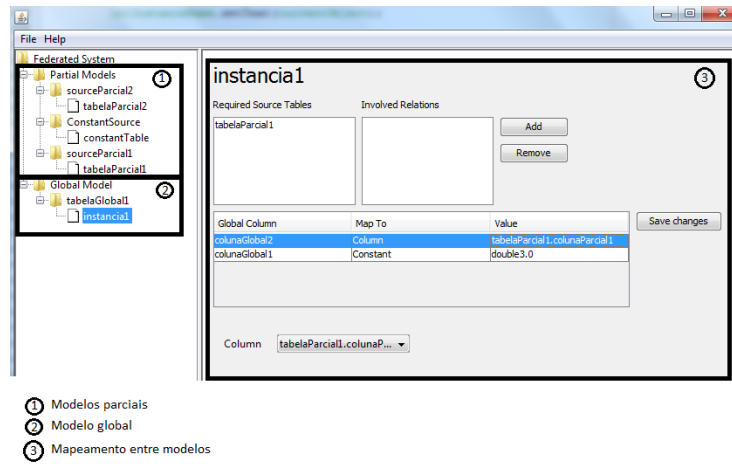 File Help
Federated System
Partial Models
1
sourceParcial2
tabelaParcial2
ConstantSource
constantTable
sourceParcial1
tabelaParcial1
Global Model
2
tabelaGlobal1
instancia1
instancia1
3
Required Source Tables Involved Relations
tabelaParcial1
Add
Remove
Global Column Map To Value
colunaGlobal2 Column tabelaParcial1.colunaParcial1
colunaGlobal1 Constant double3.0
Save changes
Column tabelaParcial1.colunaP...
1 Modelos parciais
2 Modelo global
3 Mapeamento entre modelos